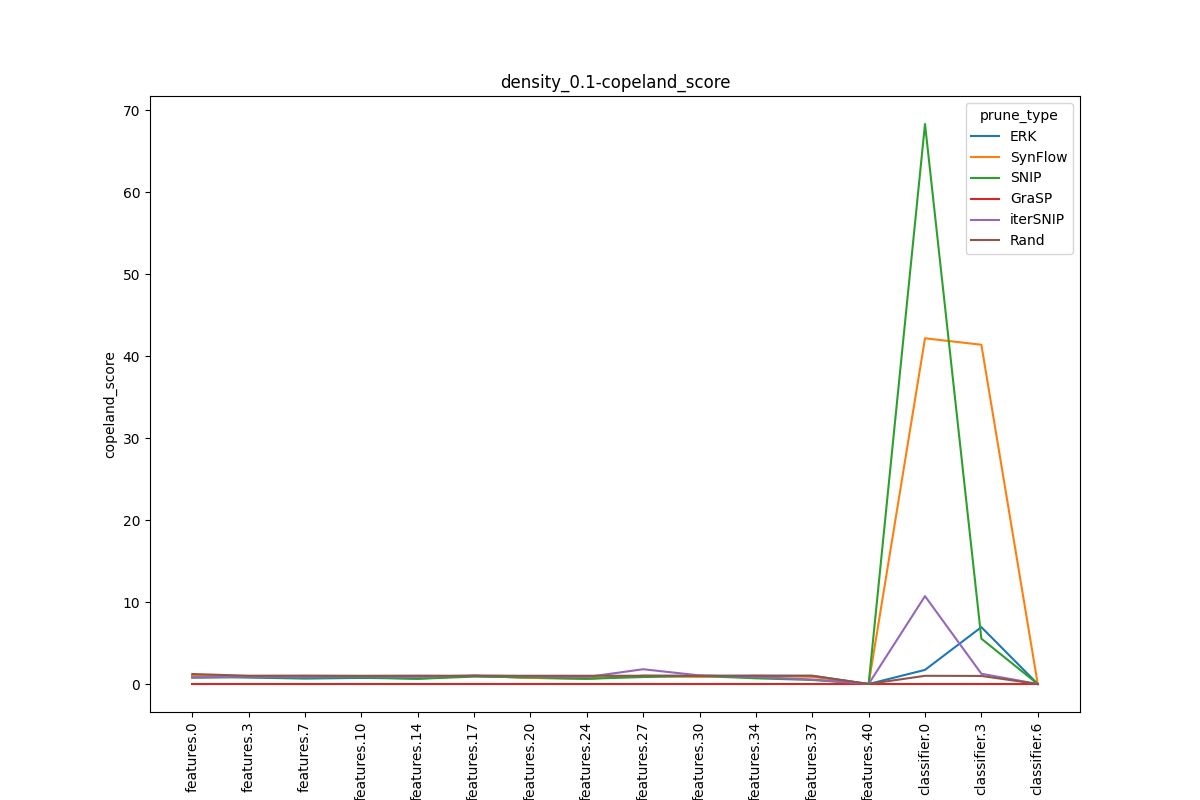 density_0.1-copeland_score
70
60
50
40
30
20
10
0
copeland_score
prune_type
ERK
SynFlow
SNIP
GraSP
iterSNIP
Rand
features.0
features.3
features.7
features.10
features.14
features.17
features.20
features.24
features.27
features.30
features.34
features.37
features.40
classifier.0
classifier.3
classifier.6